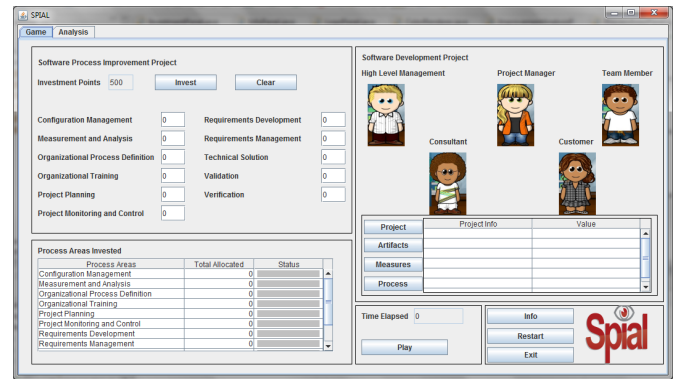 SPIAL
Game Analysis
Software Process Improvement Project
Investment Points 500 Invest Clear
Configuration Management 0 Requirements Development 0
Measurement and Analysis 0 Requirements Management 0
Organizational Process Definition 0 Technical Solution 0
Organizational Training 0 Validation 0
Project Planning 0 Verification 0
Project Monitoring and Control 0
Process Areas Invested
Process Areas Total Allocated Status
Configuration Management 0
Measurement and Analysis 0
Organizational Process Definition 0
Organizational Training 0
Project Planning 0
Project Monitoring and Control 0
Requirements Development 0
Requirements Management 0
Software Development Project
High Level Management Project Manager Team Member
Consultant Customer
Project Project Info Value
Artifacts
Measures
Process
Time Elapsed 0
Play
Info
Restart
Exit
Spial